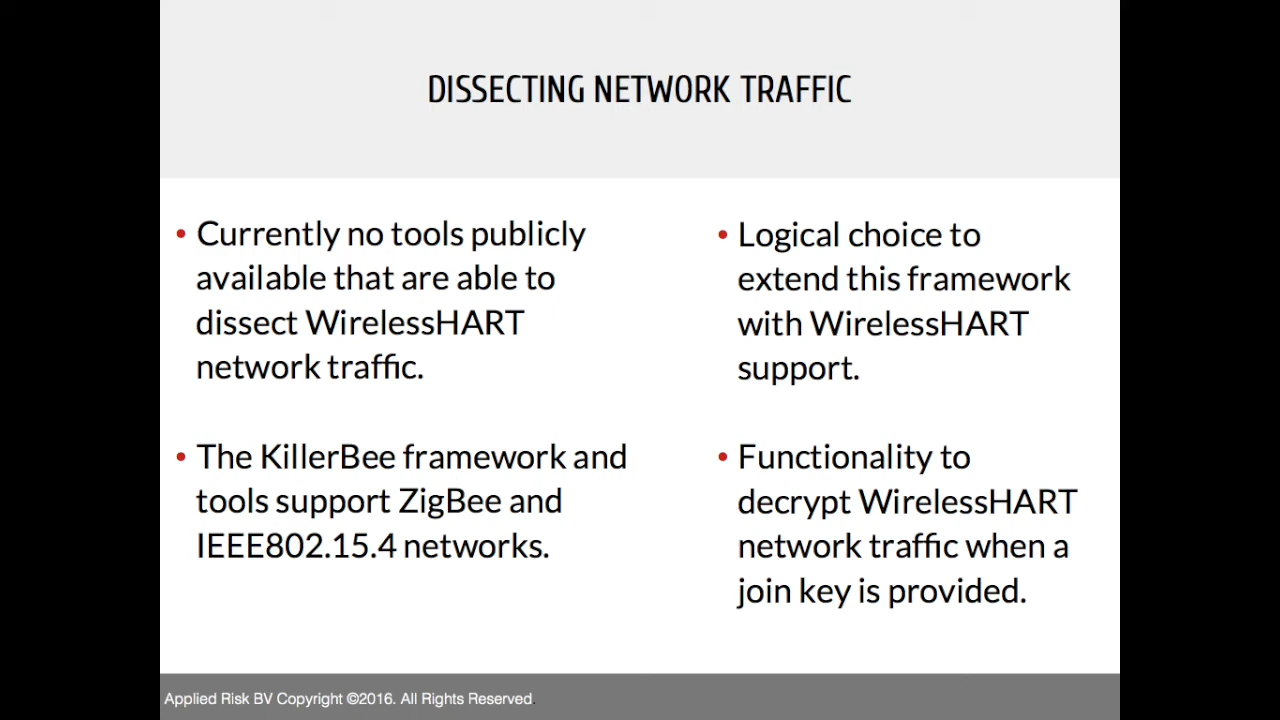 DISSECTING NETWORK TRAFFIC
• Currently no tools publicly
available that are able to
dissect WirelessHART
network traffic.
• The KillerBee framework and
tools support ZigBee and
IEEE802.15.4 networks.
• Logical choice to
extend this framework
with WirelessHART
support.
• Functionality to
decrypt WirelessHART
network traffic when a
join key is provided.
Applied Risk BV Copyright ©2016. All Rights Reserved.